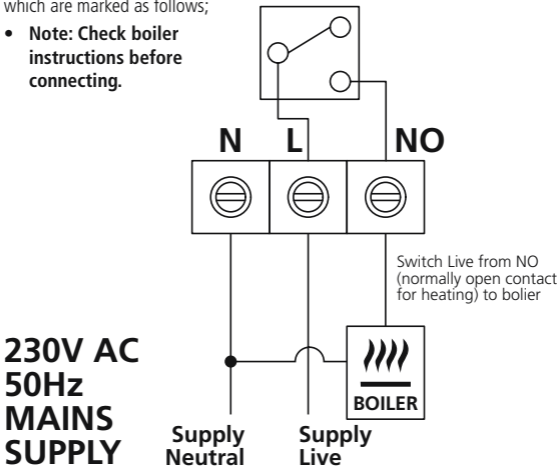 which are marked as follows;
• Note: Check boiler
instructions before
connecting.
N L NO
Switch Live from NO
(normally open contact
for heating) to bolier
BOILER
230V AC
50Hz
MAINS
SUPPLY
Supply
Neutral
Supply
Live